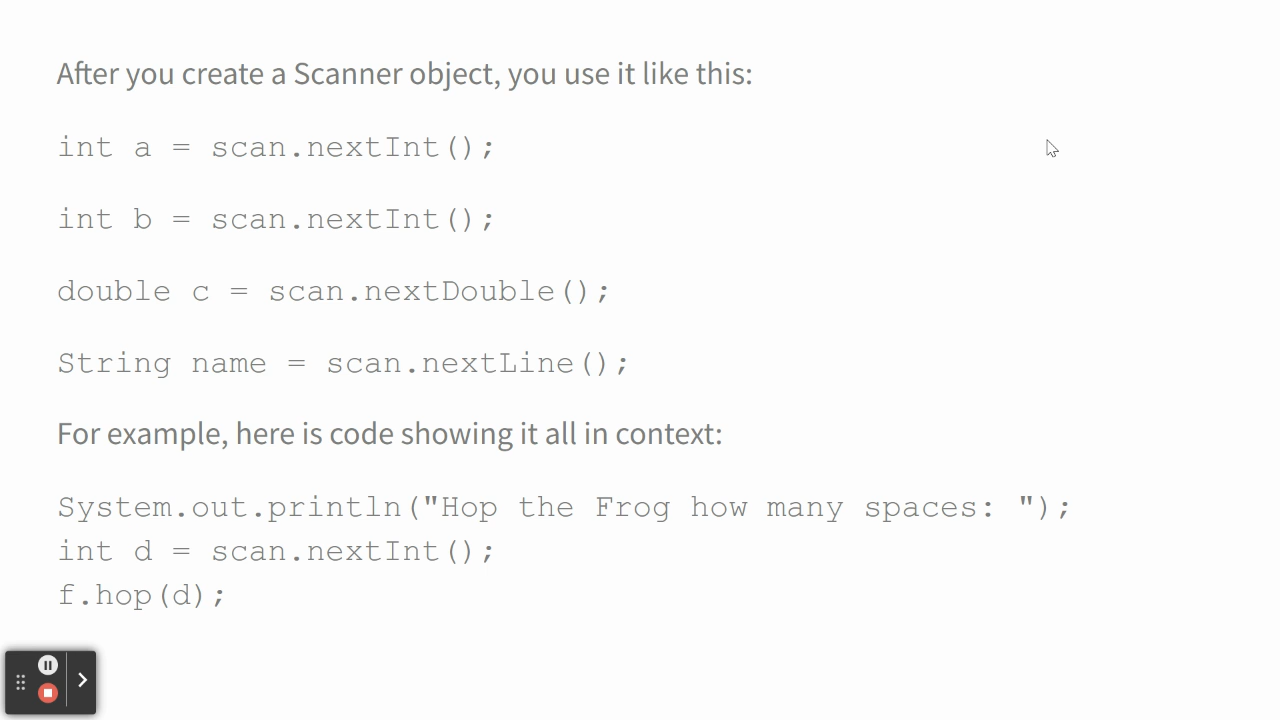 After you create a Scanner object, you use it like this:
int a = scan.nextInt();
int b = scan.nextInt();
double c = scan.nextDouble();
String name = scan.nextLine();
For example, here is code showing it all in context:
System.out.println("Hop the Frog how many spaces: ");
int d = scan.nextInt();
f.hop(d);